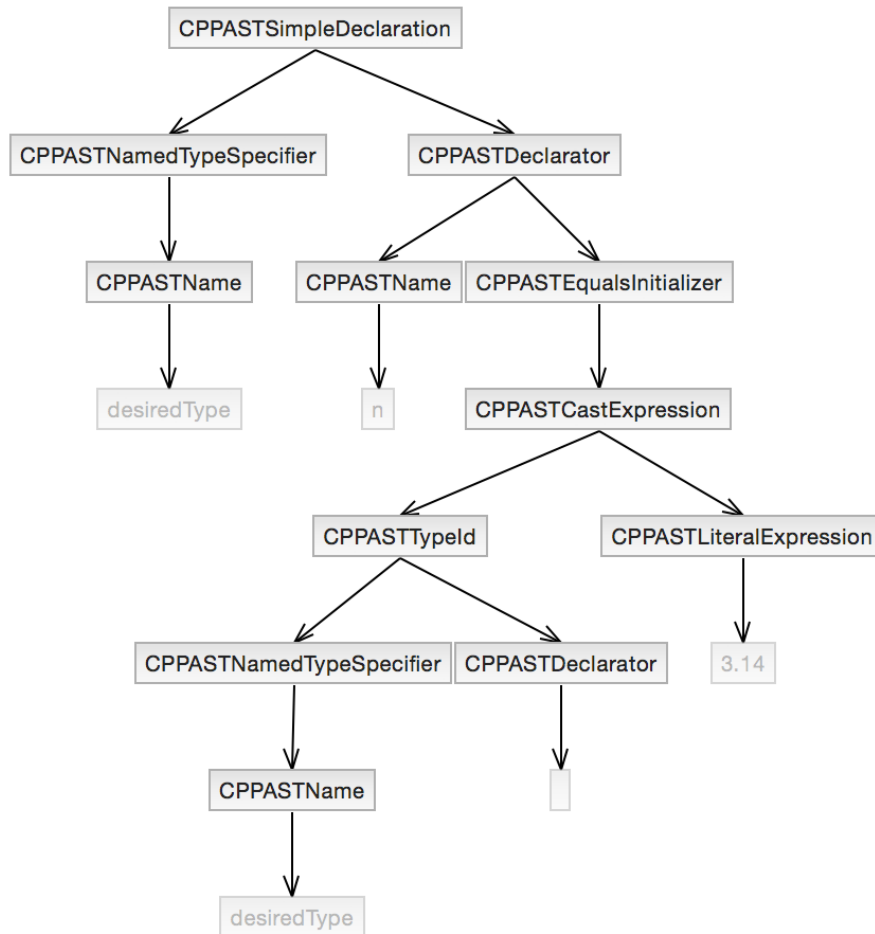 CPPASTSimpleDeclaration
CPPASTNamedTypeSpecifier CPPASTDeclarator
CPPASTName CPPASTName CPPASTEqualsInitializer
desiredType n CPPASTCastExpression
CPPASTTypeId CPPASTLiteralExpression
CPPASTNamedTypeSpecifier CPPASTDeclarator 3.14
CPPASTName
desiredType